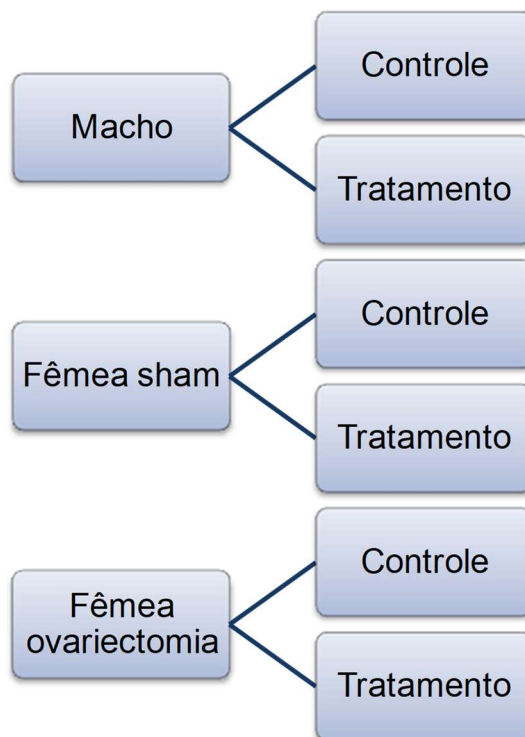 Macho
Controle
Tratamento
Fêmea sham
Controle
Tratamento
Fêmea
ovariectomia
Controle
Tratamento